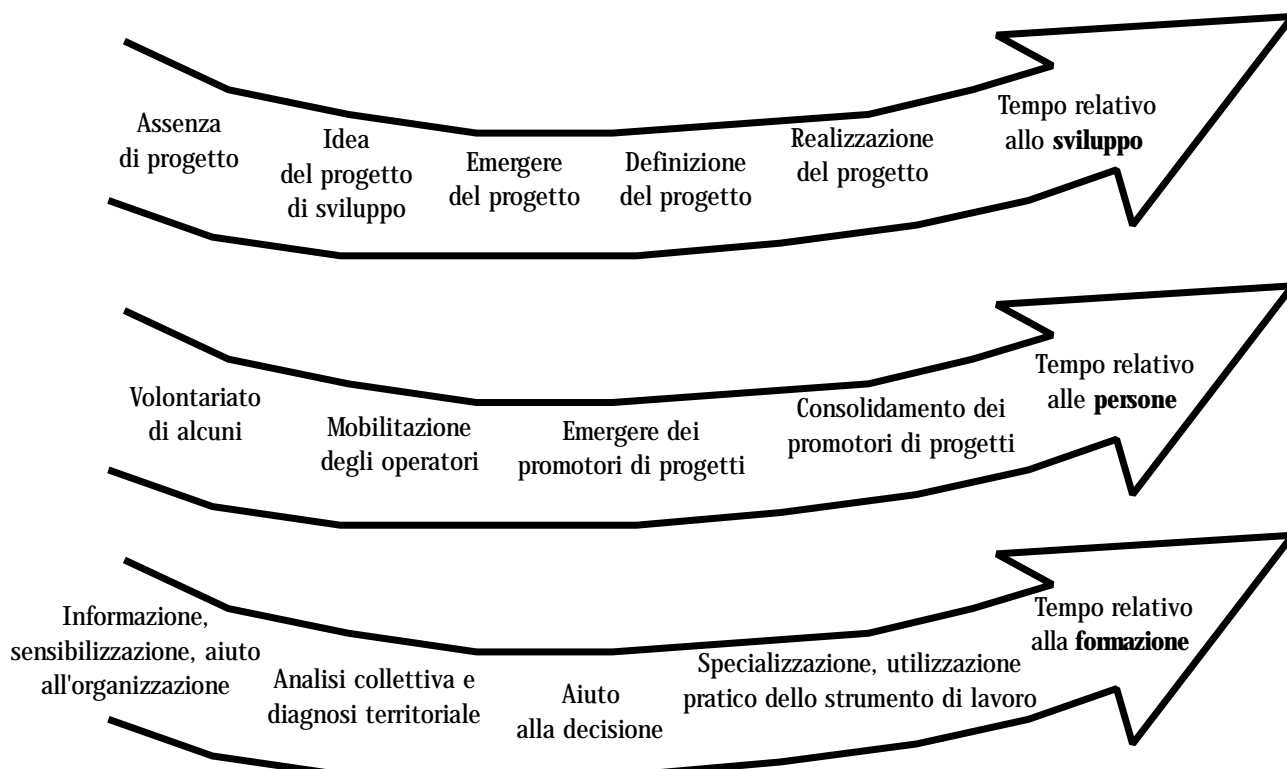 Assenza
di progetto
Idea
del progetto
di sviluppo
Emergere
del progetto
Definizione
del progetto
Realizzazione
del progetto
Tempo relativo
allo sviluppo
Volontariato
di alcuni
Mobilitazione
degli operatori
Emergere dei
promotori di progetti
Consolidamento dei
promotori di progetti
Tempo relativo
alle persone
Informazione,
sensibilizzazione, aiuto
all'organizzazione
Analisi collettiva e
diagnosi territoriale
Aiuto
alla decisione
Specializzazione, utilizzazione
pratico dello strumento di lavoro
Tempo relativo
alla formazione